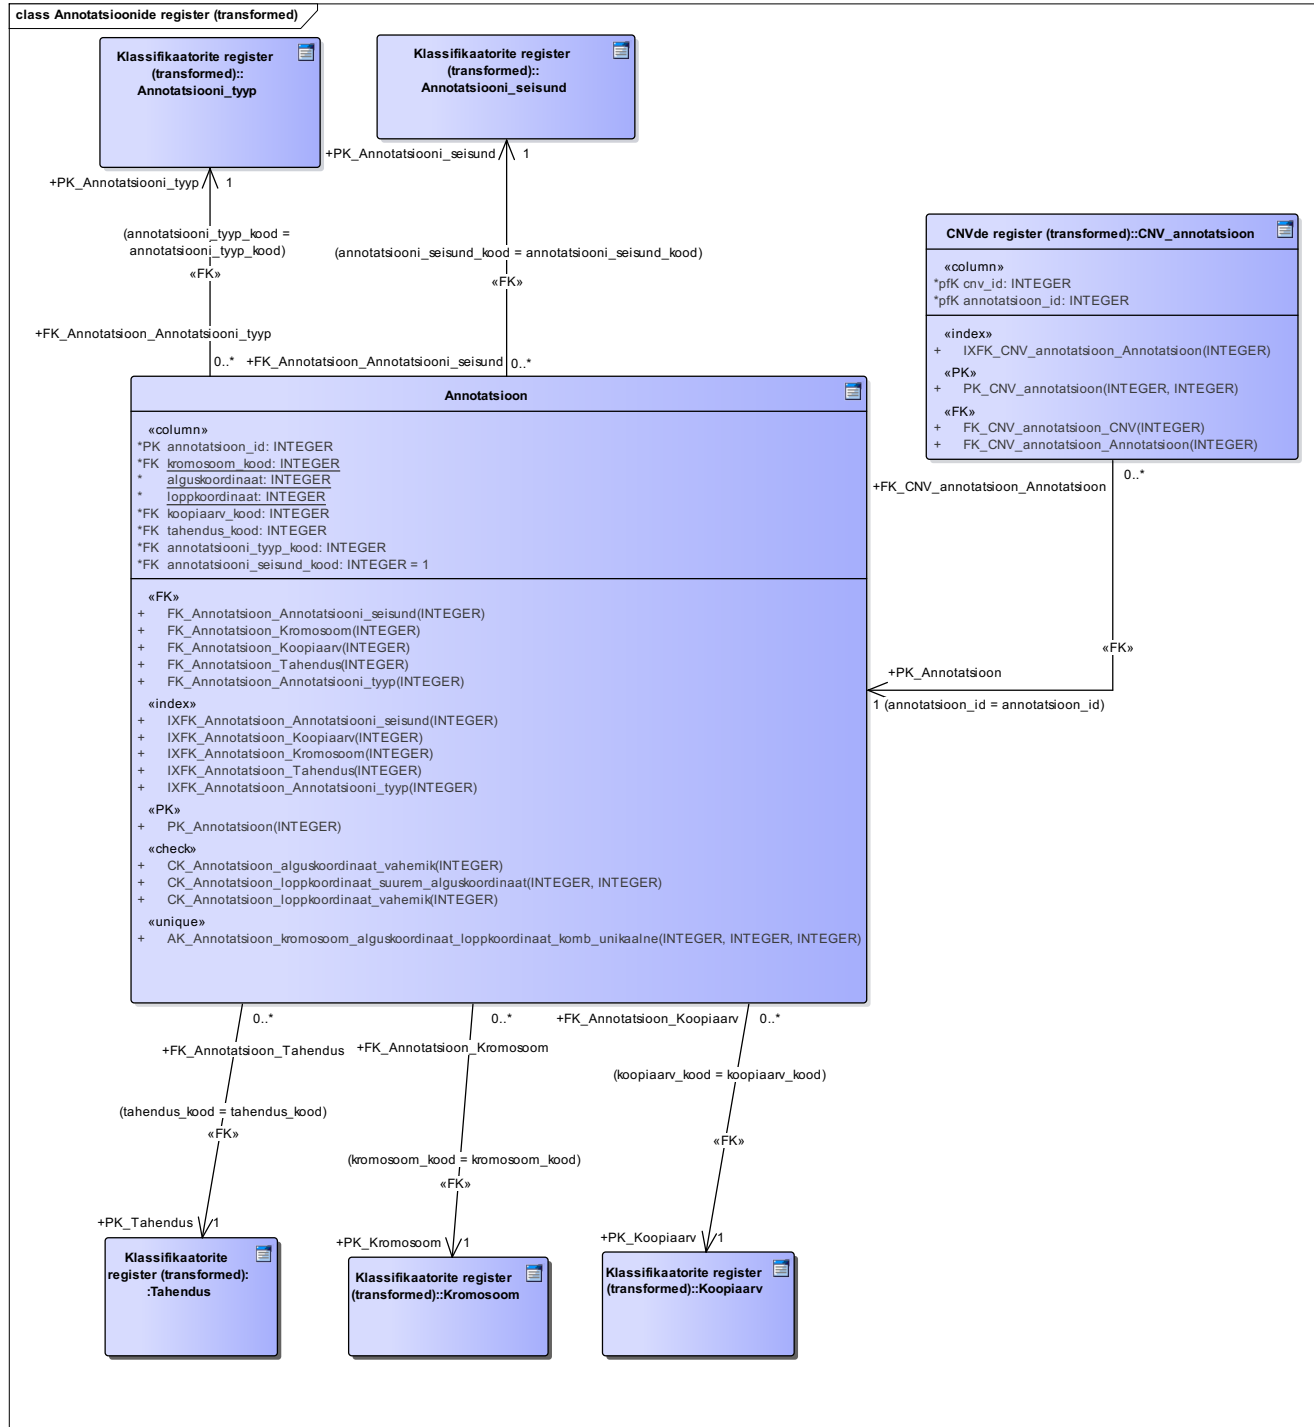 class Annotatsioonide register (transformed)
Klassifikaatorite register
(transformed)::
Annotatsiooni_tyyp
Klassifikaatorite register
(transformed)::
Annotatsiooni_seisund
+PK_Annotatsiooni_seisund
1
+PK_Annotatsiooni_tyyp
1
(annotatsiooni_tyyp_kood =
annotatsiooni_tyyp_kood)
«FK»
(annotatsiooni_seisund_kood = annotatsiooni_seisund_kood)
«FK»
+FK_Annotatsioon_Annotatsiooni_tyyp
0..*
+FK_Annotatsioon_Annotatsiooni_seisund
0..*
CNVde register (transformed)::CNV_annotatsioon
«column»
*pfK cnv_id: INTEGER
*pfK annotatsioon_id: INTEGER
«index»
+ IXFK_CNV_annotatsioon_Annotatsioon(INTEGER)
«PK»
+ PK_CNV_annotatsioon(INTEGER, INTEGER)
«FK»
+ FK_CNV_annotatsioon_CNV(INTEGER)
+ FK_CNV_annotatsioon_Annotatsioon(INTEGER)
0..*
+FK_CNV_annotatsioon_Annotatsioon
«FK»
+PK_Annotatsioon
1 (annotatsioon_id = annotatsioon_id)
Annotatsioon
«column»
*PK annotatsioon_id: INTEGER
*FK kromosoom_kood: INTEGER
* alguskoordinaat: INTEGER
* loppkoordinaat: INTEGER
*FK koopiaarv_kood: INTEGER
*FK tahendus_kood: INTEGER
*FK annotatsiooni_tyyp_kood: INTEGER
*FK annotatsiooni_seisund_kood: INTEGER = 1
«FK»
+ FK_Annotatsioon_Annotatsiooni_seisund(INTEGER)
+ FK_Annotatsioon_Kromosoom(INTEGER)
+ FK_Annotatsioon_Koopiaarv(INTEGER)
+ FK_Annotatsioon_Tahendus(INTEGER)
+ FK_Annotatsioon_Annotatsiooni_tyyp(INTEGER)
«index»
+ IXFK_Annotatsioon_Annotatsiooni_seisund(INTEGER)
+ IXFK_Annotatsioon_Koopiaarv(INTEGER)
+ IXFK_Annotatsioon_Kromosoom(INTEGER)
+ IXFK_Annotatsioon_Tahendus(INTEGER)
+ IXFK_Annotatsioon_Annotatsiooni_tyyp(INTEGER)
«PK»
+ PK_Annotatsioon(INTEGER)
«check»
+ CK_Annotatsioon_alguskoordinaat_vahemik(INTEGER)
+ CK_Annotatsioon_loppkoordinaat_suurem_alguskoordinaat(INTEGER, INTEGER)
+ CK_Annotatsioon_loppkoordinaat_vahemik(INTEGER)
«unique»
+ AK_Annotatsioon_kromosoom_alguskoordinaat_loppkoordinaat_komb_unikaalne(INTEGER, INTEGER, INTEGER)
0..*
+FK_Annotatsioon_Tahendus
0..*
+FK_Annotatsioon_Kromosoom
+FK_Annotatsioon_Koopiaarv
0..*
(koopiaarv_kood = koopiaarv_kood)
«FK»
(tahendus_kood = tahendus_kood)
«FK»
(kromosoom_kood = kromosoom_kood)
«FK»
+PK_Tahendus
1
+PK_Kromosoom
1
+PK_Koopiaarv
1
Klassifikaatorite
register (transformed):
:Tahendus
Klassifikaatorite register
(transformed)::Kromosoom
Klassifikaatorite register
(transformed)::Koopiaarv